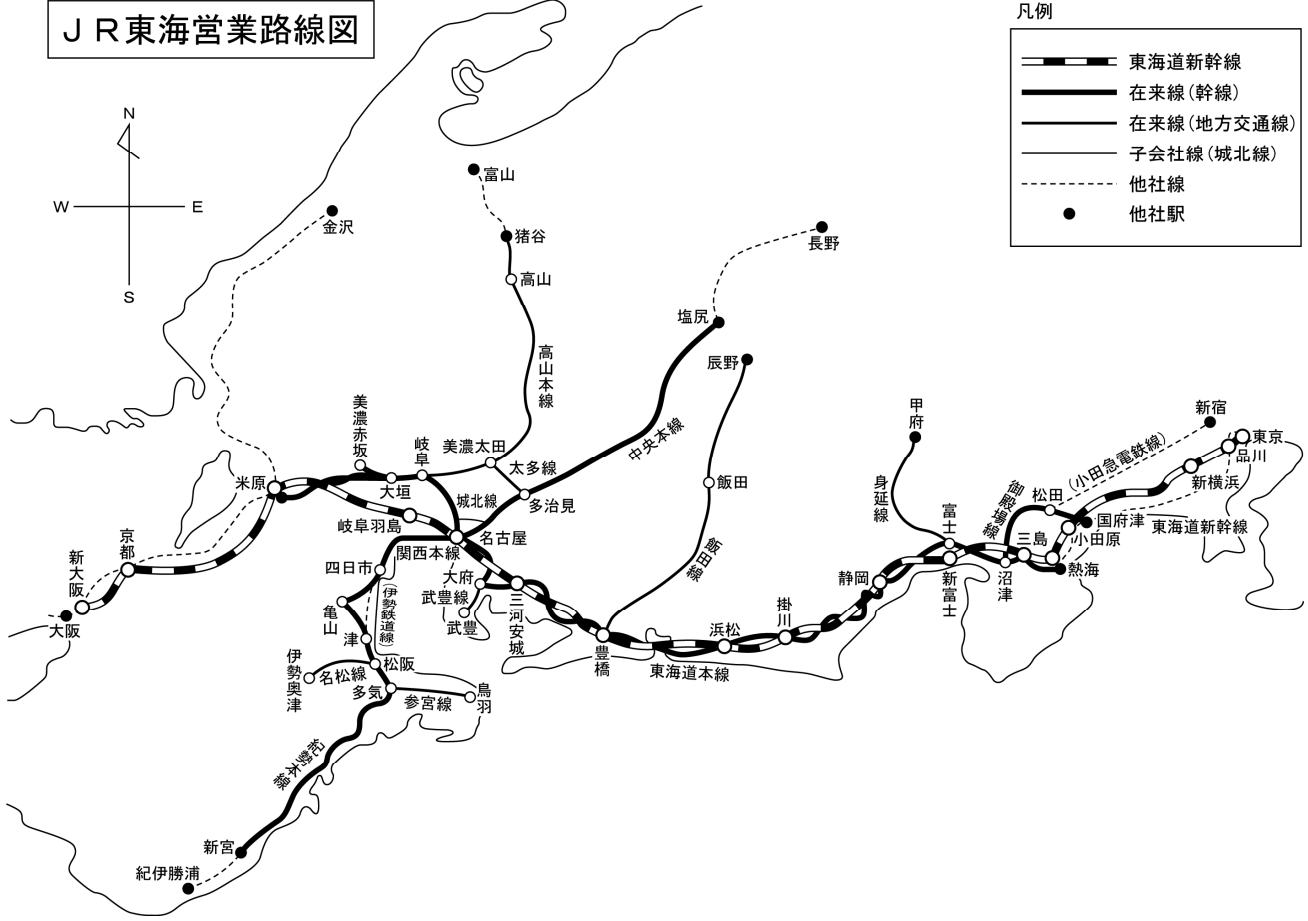 ＪＲ東海営業路線図
凡例
東海道新幹線
在来線(幹線)
在来線(地方交通線)
子会社線(城北線)
他社線
他社駅
N
W
E
S
富山
金沢
猪谷
高山
長野
塩尻
辰野
高山本線
美濃赤坂
岐阜
美濃太田
太多線
中央本線
甲府
新宿
東京
品川
(小田急電鉄線)
米原
大垣
城北線
多治見
飯田
身延線
御殿場線
松田
新横浜
国府津
東海道新幹線
岐阜羽島
名古屋
富士
三島
小田原
京都
関西本線
四日市
飯田線
新大阪
大府
静岡
新富士
沼津
熱海
(伊勢鉄道線)
武豊線
三河安城
大阪
亀山
武豊
掛川
津
浜松
豊橋
東海道本線
伊勢奥津
名松線
松阪
多気
参宮線
鳥羽
紀勢本線
新宮
紀伊勝浦